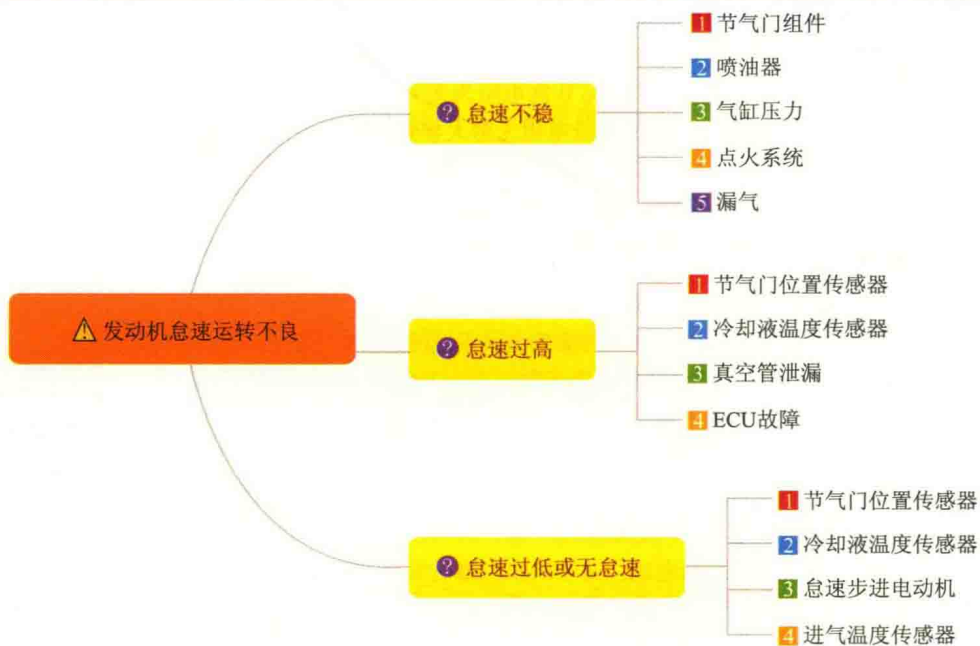 发动机怠速运转不良
? 怠速不稳
1 节气门组件
2 喷油器
3 气缸压力
4 点火系统
5 漏气
? 怠速过高
1 节气门位置传感器
2 冷却液温度传感器
3 真空管泄漏
4 ECU故障
? 怠速过低或无怠速
1 节气门位置传感器
2 冷却液温度传感器
3 怠速步进电动机
4 进气温度传感器